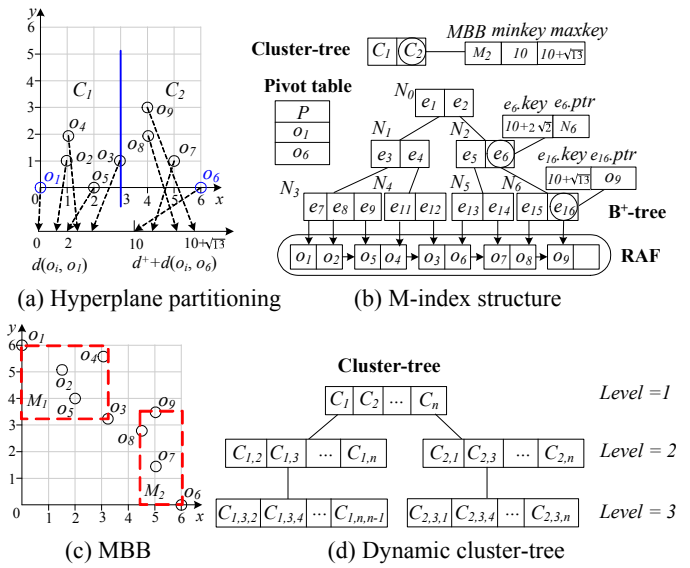 y
6
5
4
3
2
1
0
C₁
C₂
o₉
o₄
o₈
o₂
o₃
o₇
o₁
o₅
o₆
0 1 2 3 4 5 6 x
0 2 10 10+√13
d(oᵢ, o₁) d⁺+d(oᵢ, o₆)
(a) Hyperplane partitioning
MBB minkey maxkey
Cluster-tree C₁ C₂ M₂ 10 10+√13
Pivot table
P
o₁
o₆
N₀ e₁ e₂
e₆.key e₆.ptr
10+2√2 N₆
N₁ e₃ e₄
N₂ e₅ e₆
e₁₆.key e₁₆.ptr
10+√13 o₉
N₃ N₄ N₅ N₆
e₇ e₈ e₉ e₁₁ e₁₂ e₁₃ e₁₄ e₁₅ e₁₆
B⁺-tree
o₁ o₂ o₅ o₄ o₃ o₆ o₇ o₈ o₉
RAF
(b) M-index structure
y
6
5
4
3
2
1
0
o₁
o₄
o₂
M₁ o₅
o₃
o₉
o₈
o₇
M₂
o₆
0 1 2 3 4 5 6 x
(c) MBB
Cluster-tree
C₁ C₂ ... Cₙ Level =1
C₁,₂ C₁,₃ ... C₁,ₙ C₂,₁ C₂,₃ ... C₂,ₙ Level = 2
C₁,₃,₂ C₁,₃,₄ ... C₁,ₙ,ₙ₋₁ C₂,₃,₁ C₂,₃,₄ ... C₂,₃,ₙ Level = 3
(d) Dynamic cluster-tree